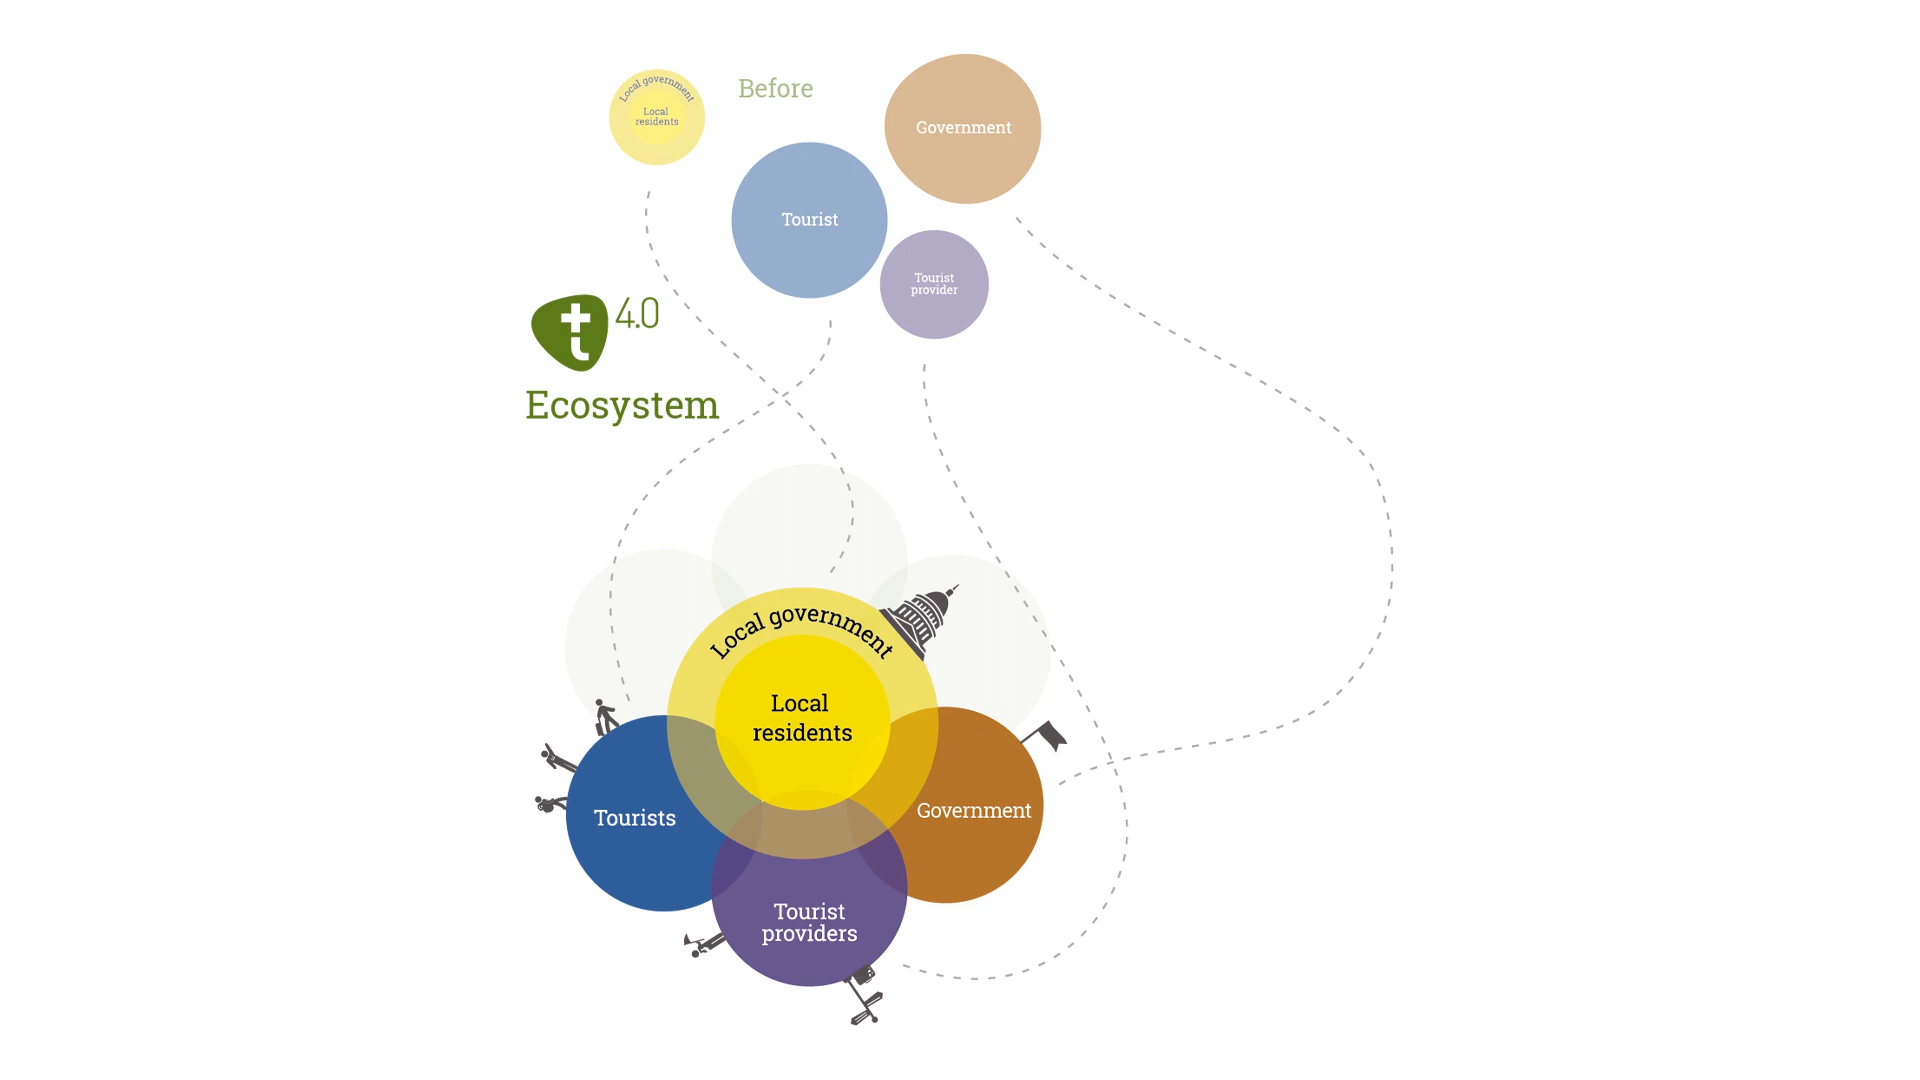 Local government
Local
residents
Before
Government
Tourist
Tourist
provider
t 4.0
Ecosystem
Local government
Local
residents
Tourists
Government
Tourist
providers